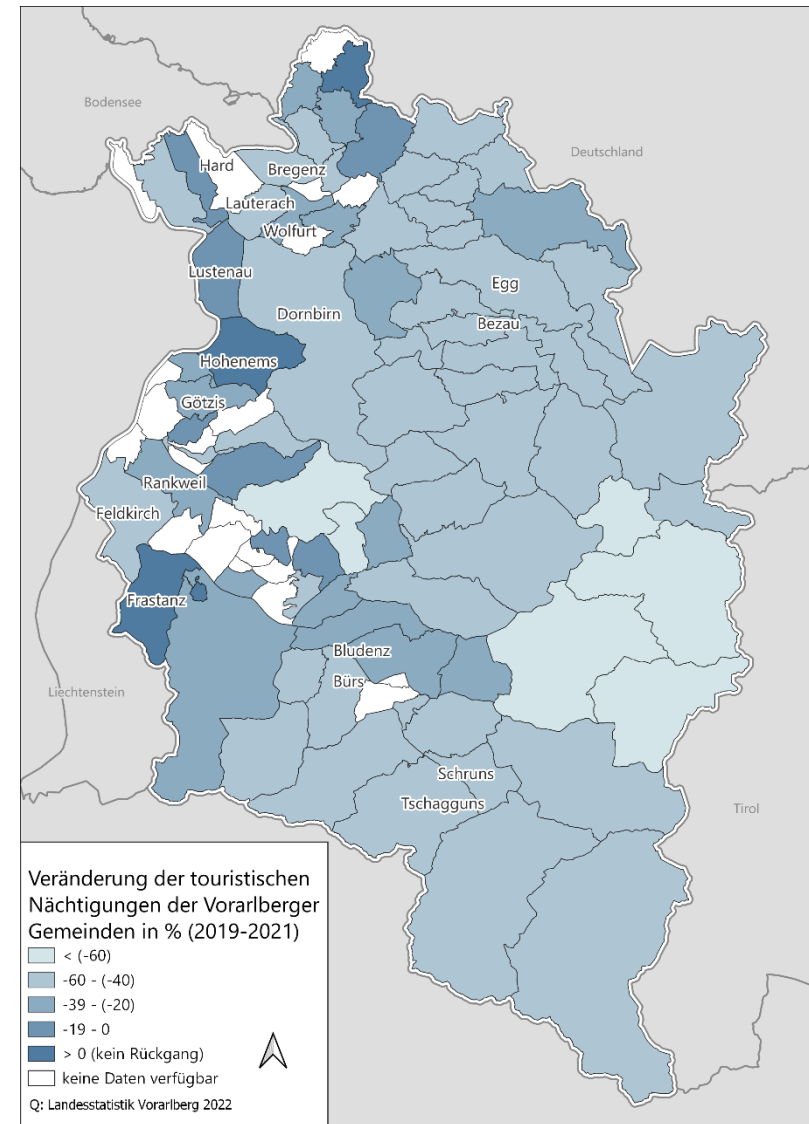 Bodensee
Deutschland
Hard
Bregenz
Lauterach
Wolfurt
Lustenau
Egg
Dornbirn
Bezau
Hohenems
Götzis
Rankweil
Feldkirch
Frastanz
Bludenz
Bürs
Liechtenstein
Schruns
Tschagguns
Tirol
Veränderung der touristischen
Nächtigungen der Vorarlberger
Gemeinden in % (2019-2021)
< (-60)
-60 - (-40)
-39 - (-20)
-19 - 0
> 0 (kein Rückgang)
keine Daten verfügbar
Q: Landesstatistik Vorarlberg 2022